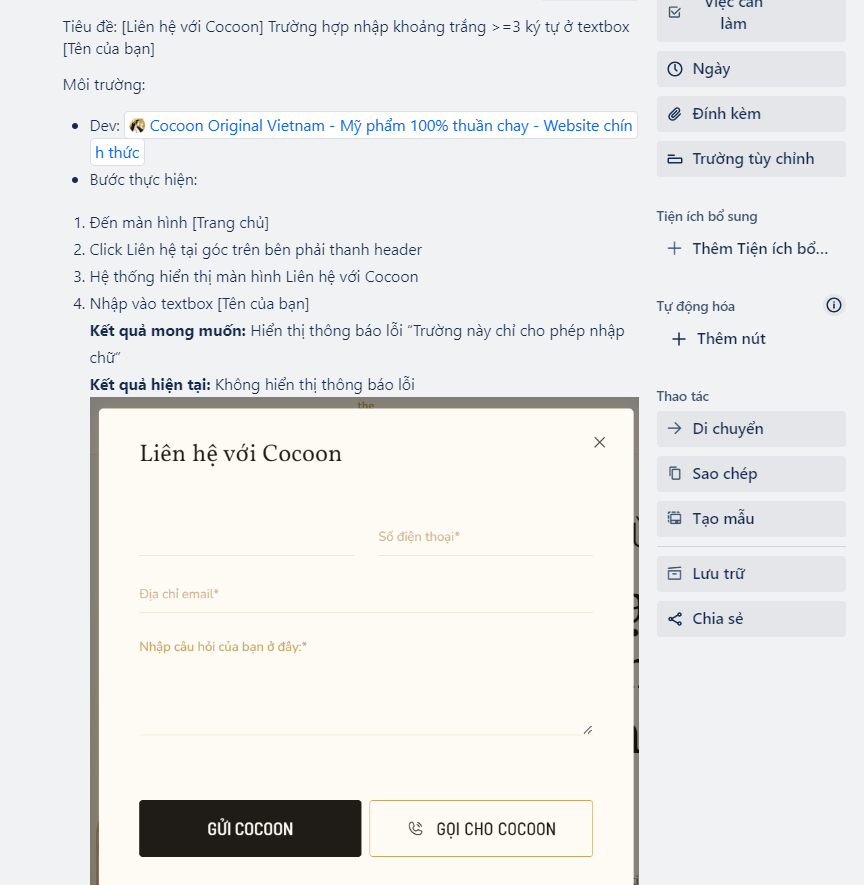 Tiêu đề: [Liên hệ với Cocoon] Trường hợp nhập khoảng trắng >=3 ký tự ở textbox
[Tên của bạn]
Môi trường:
Dev: Cocoon Original Vietnam - Mỹ phẩm 100% thuần chay - Website chín
h thức
Bước thực hiện:
1. Đến màn hình [Trang chủ]
2. Click Liên hệ tại góc trên bên phải thanh header
3. Hệ thống hiển thị màn hình Liên hệ với Cocoon
4. Nhập vào textbox [Tên của bạn]
Kết quả mong muốn: Hiển thị thông báo lỗi “Trường này chỉ cho phép nhập
chữ”
Kết quả hiện tại: Không hiển thị thông báo lỗi
the
Liên hệ với Cocoon
Số điện thoại*
Địa chỉ email*
Nhập câu hỏi của bạn ở đây:*
GỬI COCOON
GỌI CHO COCOON
Việc cần
làm
Ngày
Đính kèm
Trường tùy chỉnh
Tiện ích bổ sung
Thêm Tiện ích bổ...
Tự động hóa
Thêm nút
Thao tác
Di chuyển
Sao chép
Tạo mẫu
Lưu trữ
Chia sẻ